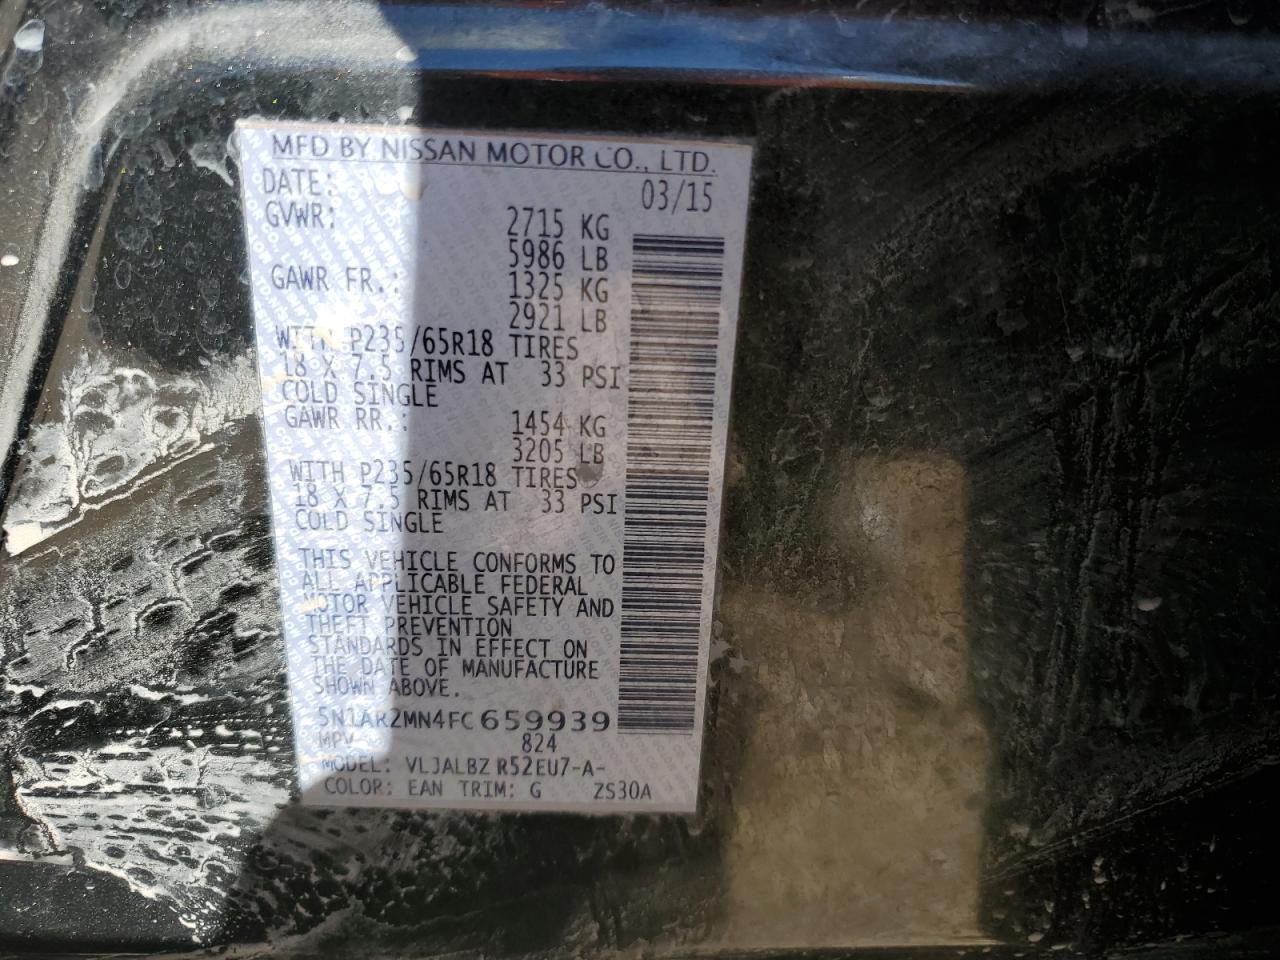 MFD BY NISSAN MOTOR CO., LTD.
DATE: 03/15
GVWR: 2715 KG
5986 LB
GAWR FR.: 1325 KG
2921 LB
WITH P235/65R18 TIRES
18 X 7.5 RIMS AT 33 PSI
COLD SINGLE
GAWR RR.: 1454 KG
3205 LB
WITH P235/65R18 TIRES
18 X 7.5 RIMS AT 33 PSI
COLD SINGLE
THIS VEHICLE CONFORMS TO
ALL APPLICABLE FEDERAL
MOTOR VEHICLE SAFETY AND
THEFT PREVENTION
STANDARDS IN EFFECT ON
THE DATE OF MANUFACTURE
SHOWN ABOVE.
5N1AR2MN4FC659939
MPV 824
MODEL: VLJALBZ R52EU7-A-
COLOR: EAN TRIM: G ZS30A